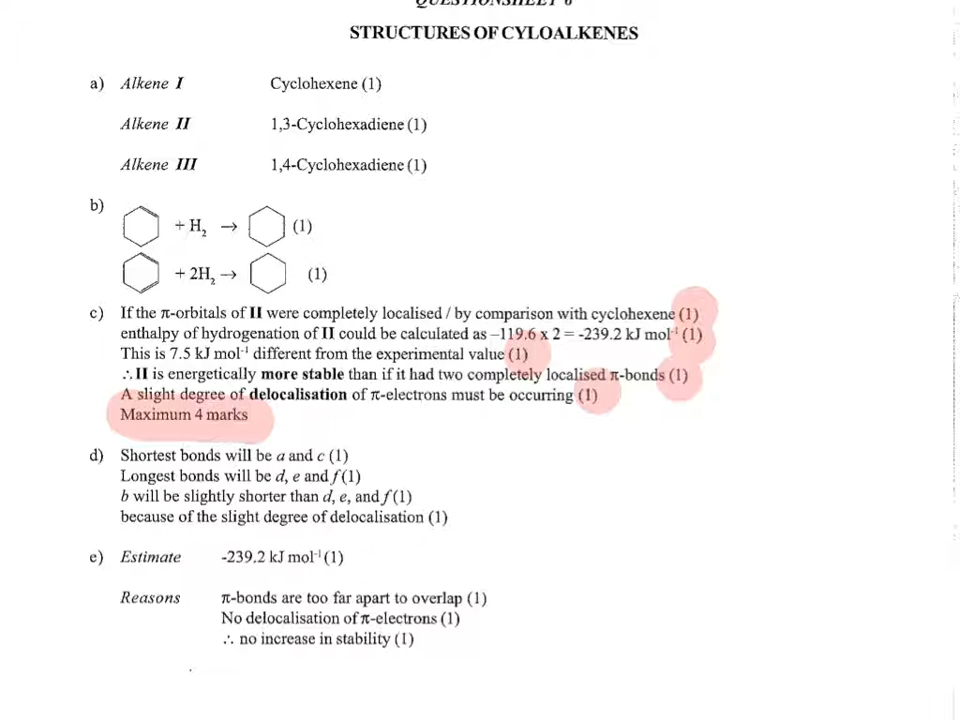 QUESTIONSHEET 6
STRUCTURES OF CYLOALKENES
a) Alkene I Cyclohexene (1)
Alkene II 1,3-Cyclohexadiene (1)
Alkene III 1,4-Cyclohexadiene (1)
b)
+ H₂ → (1)
+ 2H₂ → (1)
c) If the π-orbitals of II were completely localised / by comparison with cyclohexene (1)
enthalpy of hydrogenation of II could be calculated as –119.6 x 2 = -239.2 kJ mol⁻¹ (1)
This is 7.5 kJ mol⁻¹ different from the experimental value (1)
∴ II is energetically more stable than if it had two completely localised π-bonds (1)
A slight degree of delocalisation of π-electrons must be occurring (1)
Maximum 4 marks
d) Shortest bonds will be a and c (1)
Longest bonds will be d, e and f (1)
b will be slightly shorter than d, e, and f (1)
because of the slight degree of delocalisation (1)
e) Estimate -239.2 kJ mol⁻¹ (1)
Reasons π-bonds are too far apart to overlap (1)
No delocalisation of π-electrons (1)
∴ no increase in stability (1)